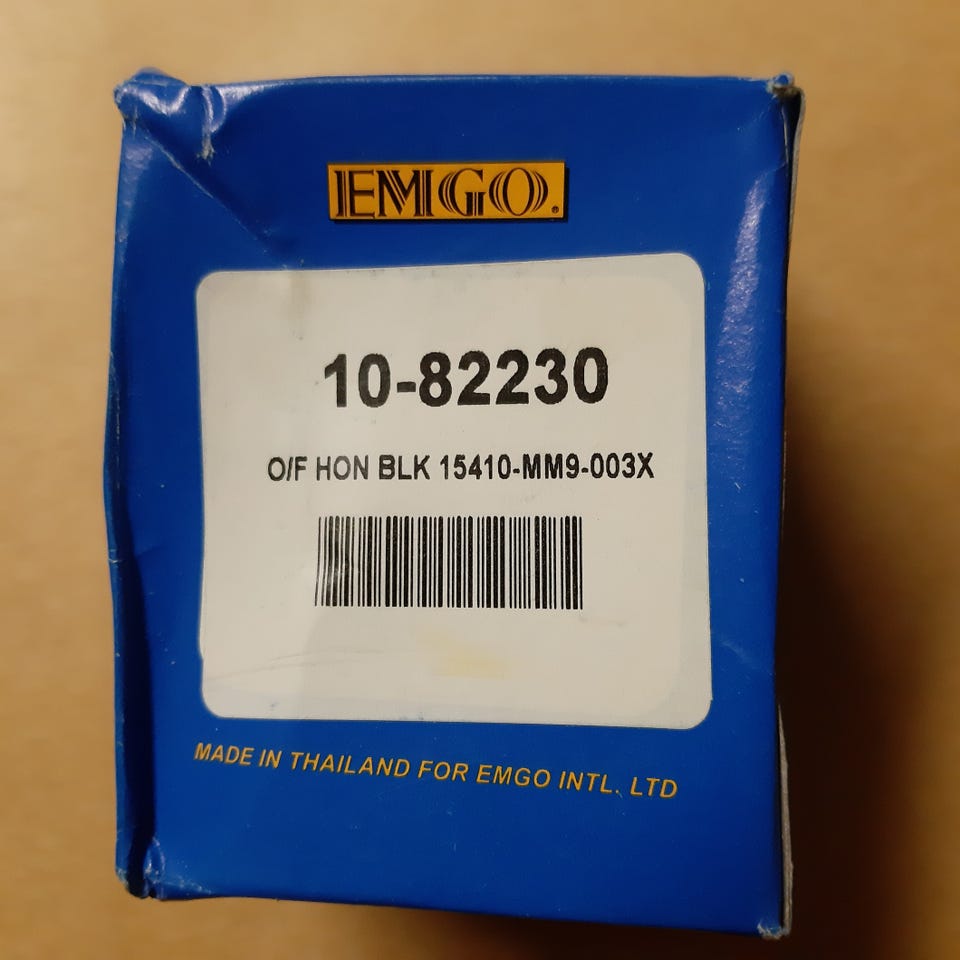 EMGO®
10-82230
O/F HON BLK 15410-MM9-003X
MADE IN THAILAND FOR EMGO INTL. LTD